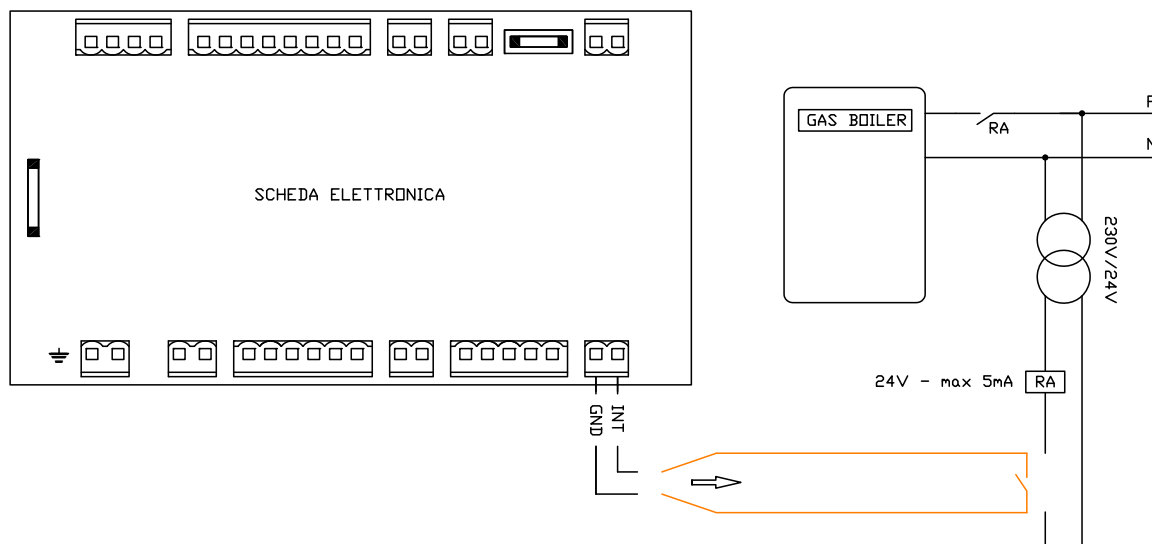 GAS BOILER
RA
SCHEDA ELETTRONICA
230V/24V
24V - max 5mA
RA
GND
INT